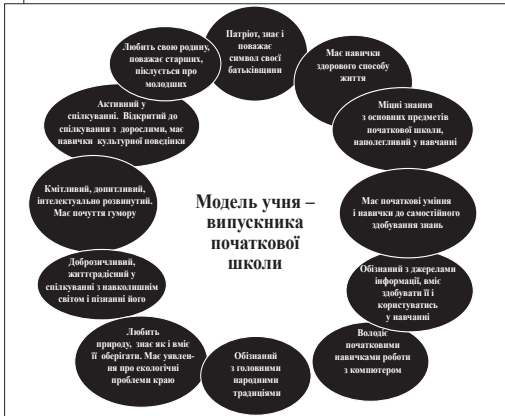 Патріот, знає і
поважає
символ своєї
батьківщини
Має навички
здорового способу
життя
Міцні знання
з основних предметів
початкової школи,
наполегливий у навчанні
Має початкові уміння
і навички до самостійного
здобування знань
Обізнаний з джерелами
інформації, вміє
здобувати її і
користуватись
у навчанні
Володіє
початковими
навичками роботи
з компютером
Обізнаний
з головними
народними
традиціями
Любить
природу, знає як і вміє
її оберігати. Має уявлен-
ня про екологічні
проблеми краю
Доброзичливий,
життєрадісний у
спілкуванні з навколишнім
світом і пізнанні його
Кмітливий, допитливий,
інтелектуально розвинутий.
Має почуття гумору
Активний у
спілкуванні. Відкритий до
спілкування з дорослими, має
навички культурної поведінки
Любить свою родину,
поважає старших,
піклується про
молодших
Модель учня –
випускника
початкової
школи